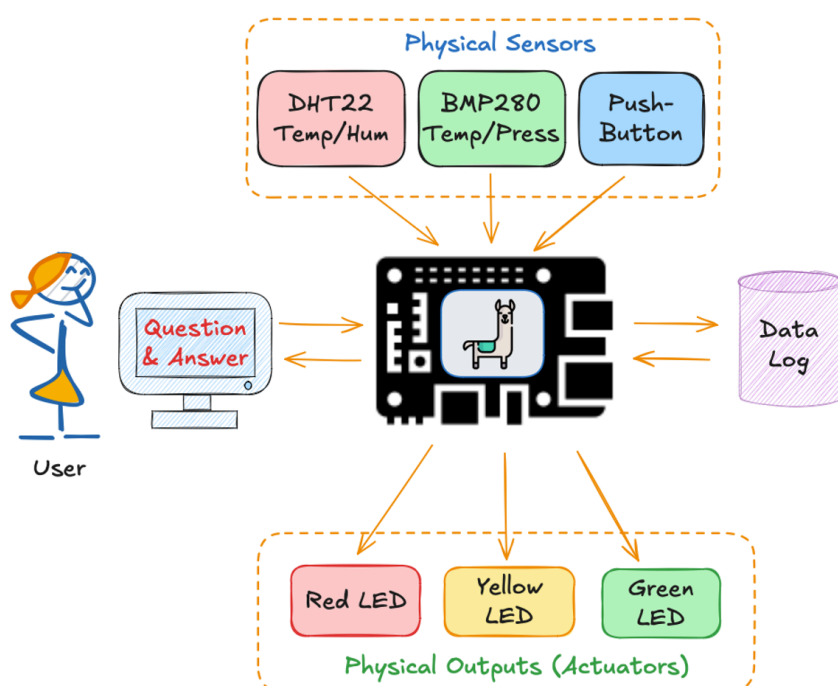 Physical Sensors
DHT22
Temp/Hum
BMP280
Temp/Press
Push-
Button
Question
& Answer
Data
Log
User
Red LED
Yellow
LED
Green
LED
Physical Outputs (Actuators)